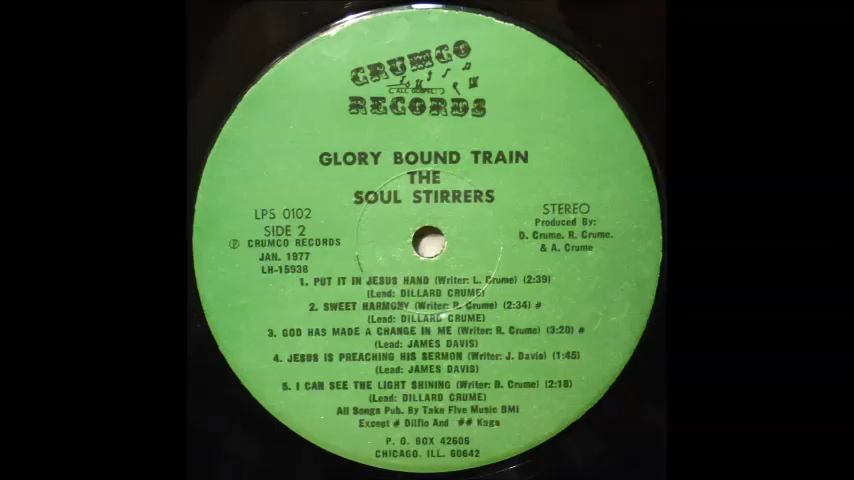 CRUMCO
(ALL GOSPEL)
RECORDS
GLORY BOUND TRAIN
THE
SOUL STIRRERS
LPS 0102
SIDE 2
Ⓟ CRUMCO RECORDS
JAN. 1977
LH-15938
STEREO
Produced By:
D. Crume, R. Crume,
& A. Crume
1. PUT IT IN JESUS HAND (Writer: L. Crume) (2:39)
(Lead: DILLARD CRUME)
2. SWEET HARMONY (Writer: R. Crume) (2:34) #
(Lead: DILLARD CRUME)
3. GOD HAS MADE A CHANGE IN ME (Writer: R. Crume) (3:20) #
(Lead: JAMES DAVIS)
4. JESUS IS PREACHING HIS SERMON (Writer: J. Davis) (1:45)
(Lead: JAMES DAVIS)
5. I CAN SEE THE LIGHT SHINING (Writer: B. Crume) (2:18)
(Lead: DILLARD CRUME)
All Songs Pub. By Take Five Music BMI
Except # Dilflo And ## Kags
P. O. BOX 42606
CHICAGO, ILL. 60642